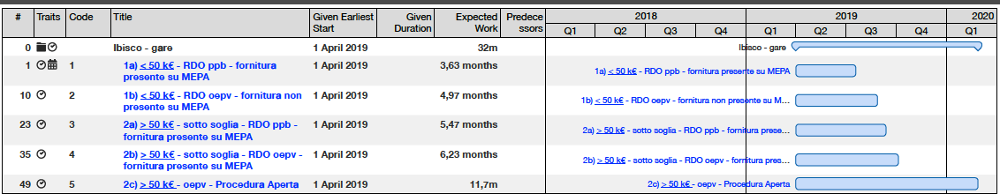 # Traits Code Title Given Earliest Start Given Duration Expected Work Predece ssors 2018 2019 2020
Q1 Q2 Q3 Q4 Q1 Q2 Q3 Q4 Q1
0 Ibisco - gare 1 April 2019 32m Ibisco - gare
1 1 1a) < 50 k€ - RDO ppb - fornitura presente su MEPA 1 April 2019 3,63 months 1a) < 50 k€ - RDO ppb - fornitura presente su MEPA
10 2 1b) < 50 k€ - RDO oepv - fornitura non presente su MEPA 1 April 2019 4,97 months 1b) < 50 k€ - RDO oepv - fornitura non presente su M...
23 3 2a) > 50 k€ - sotto soglia - RDO ppb - fornitura presente su MEPA 1 April 2019 5,47 months 2a) > 50 k€ - sotto soglia - RDO ppb - fornitura prese...
35 4 2b) > 50 k€ - sotto soglia - RDO oepv - fornitura presente su MEPA 1 April 2019 6,23 months 2b) > 50 k€ - sotto soglia - RDO oepv - fornitura pres...
49 5 2c) > 50 k€ - oepv - Procedura Aperta 1 April 2019 11,7m 2c) > 50 k€ - oepv - Procedura Aperta